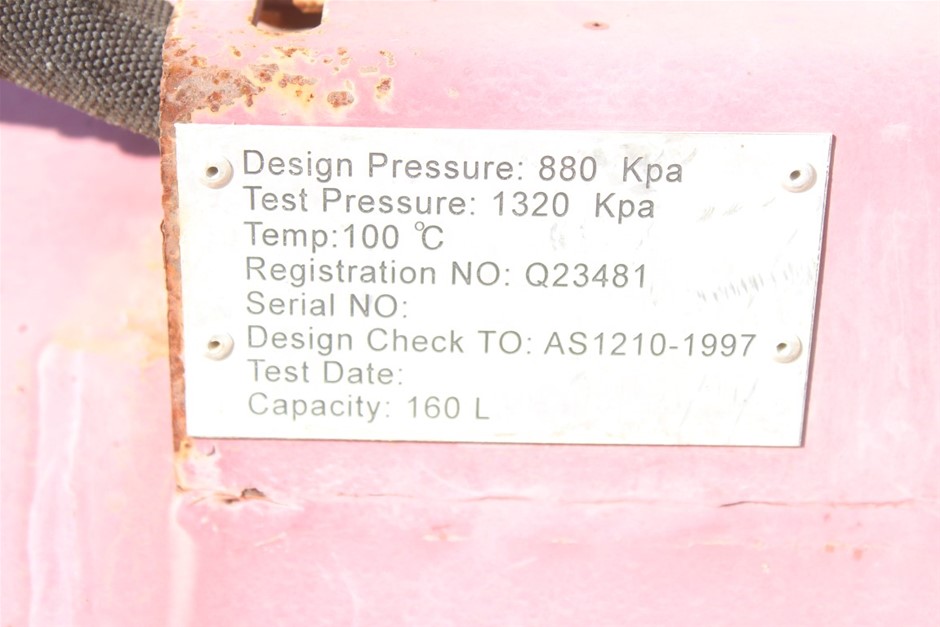 Design Pressure: 880 Kpa
Test Pressure: 1320 Kpa
Temp:100 ℃
Registration NO: Q23481
Serial NO:
Design Check TO: AS1210-1997
Test Date:
Capacity: 160 L